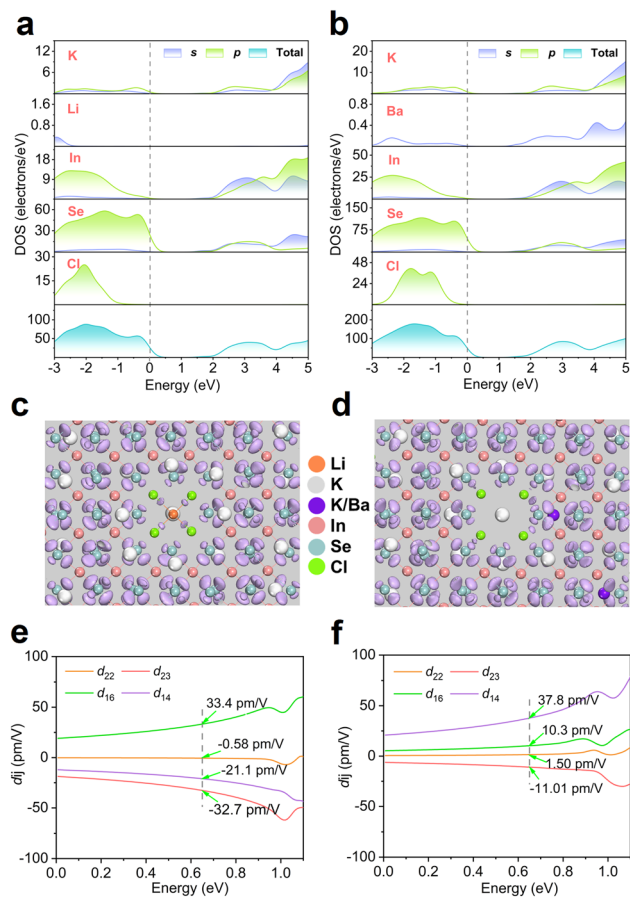 a
s p Total
DOS (electrons/eV)
K
12
6
Li
1.6
0.8
In
18
9
Se
60
30
Cl
30
15
100
50
-3 -2 -1 0 1 2 3 4 5
Energy (eV)
b
s p Total
DOS (electrons/eV)
K
20
10
Ba
0.8
0.4
In
50
25
Se
150
75
Cl
48
24
200
100
-3 -2 -1 0 1 2 3 4 5
Energy (eV)
c
d
Li
K
K/Ba
In
Se
Cl
e
dij (pm/V)
100
50
0
-50
-100
d22 d23
d16 d14
33.4 pm/V
-0.58 pm/V
-21.1 pm/V
-32.7 pm/V
0.0 0.2 0.4 0.6 0.8 1.0
Energy (eV)
f
dij (pm/V)
100
50
0
-50
-100
d22 d23
d16 d14
37.8 pm/V
10.3 pm/V
1.50 pm/V
-11.01 pm/V
0.0 0.2 0.4 0.6 0.8 1.0
Energy (eV)